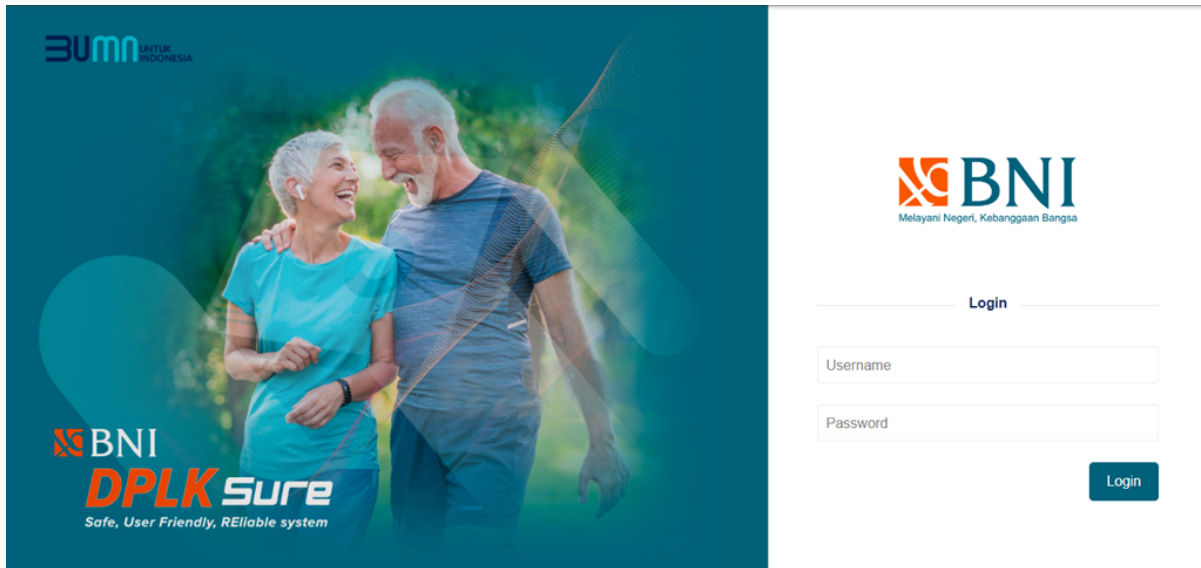 BUMN UNTUK
INDONESIA
BNI
DPLK Sure
Safe, User Friendly, REliable system
BNI
Melayani Negeri, Kebanggaan Bangsa
Login
Username
Password
Login